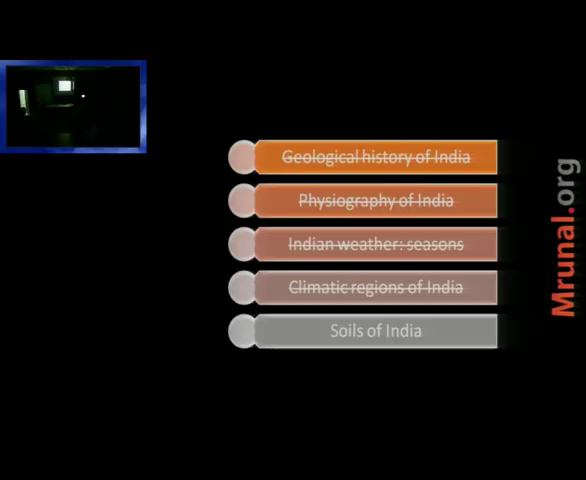 Geological history of India
Physiography of India
Indian weather: seasons
Climatic regions of India
Soils of India
Mrunal.org